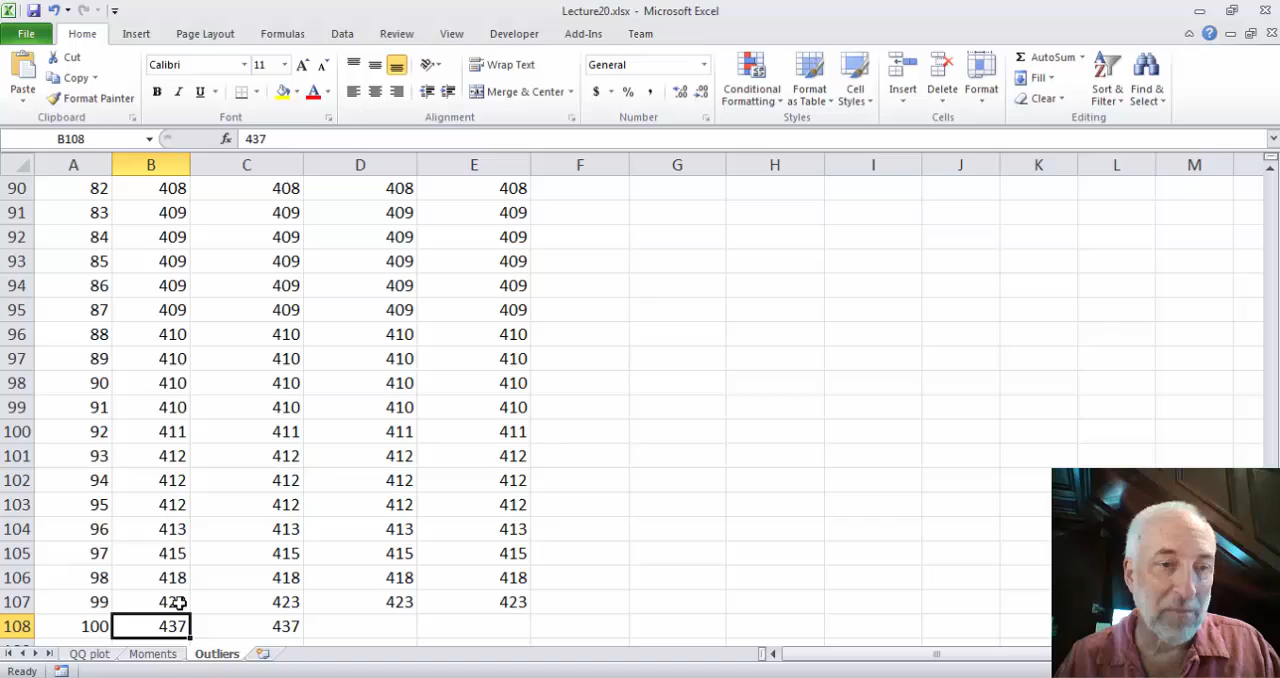 Lecture20.xlsx - Microsoft Excel
File Home Insert Page Layout Formulas Data Review View Developer Add-Ins Team
Paste Cut Copy Format Painter Clipboard
Calibri 11 A A B I U A Font
Wrap Text Merge & Center Alignment
General $ % , Number
Conditional Formatting Format as Table Cell Styles Styles
Insert Delete Format Cells
Σ AutoSum Fill Clear Sort & Filter Find & Select Editing
B108 fx 437
A B C D E F G H I J K L M
90 82 408 408 408 408
91 83 409 409 409 409
92 84 409 409 409 409
93 85 409 409 409 409
94 86 409 409 409 409
95 87 409 409 409 409
96 88 410 410 410 410
97 89 410 410 410 410
98 90 410 410 410 410
99 91 410 410 410 410
100 92 411 411 411 411
101 93 412 412 412 412
102 94 412 412 412 412
103 95 412 412 412 412
104 96 413 413 413 413
105 97 415 415 415 415
106 98 418 418 418 418
107 99 423 423 423
108 100 437 437
QQ plot Moments Outliers
Ready